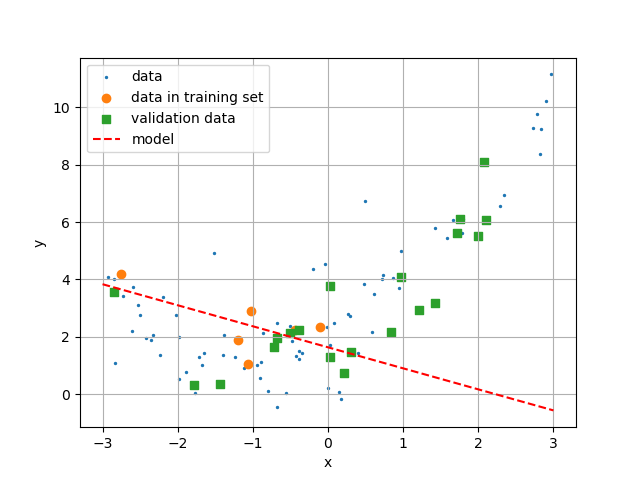 data
data in training set
validation data
model
y
10
8
6
4
2
0
−3
−2
−1
0
1
2
3
x